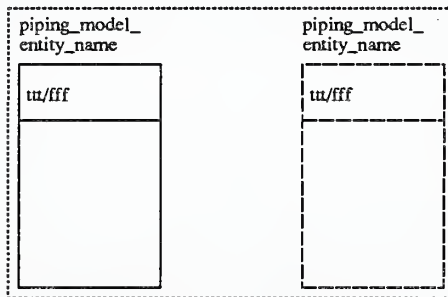 piping_model_
entity_name
ttt/fff
piping_model_
entity_name
ttt/fff